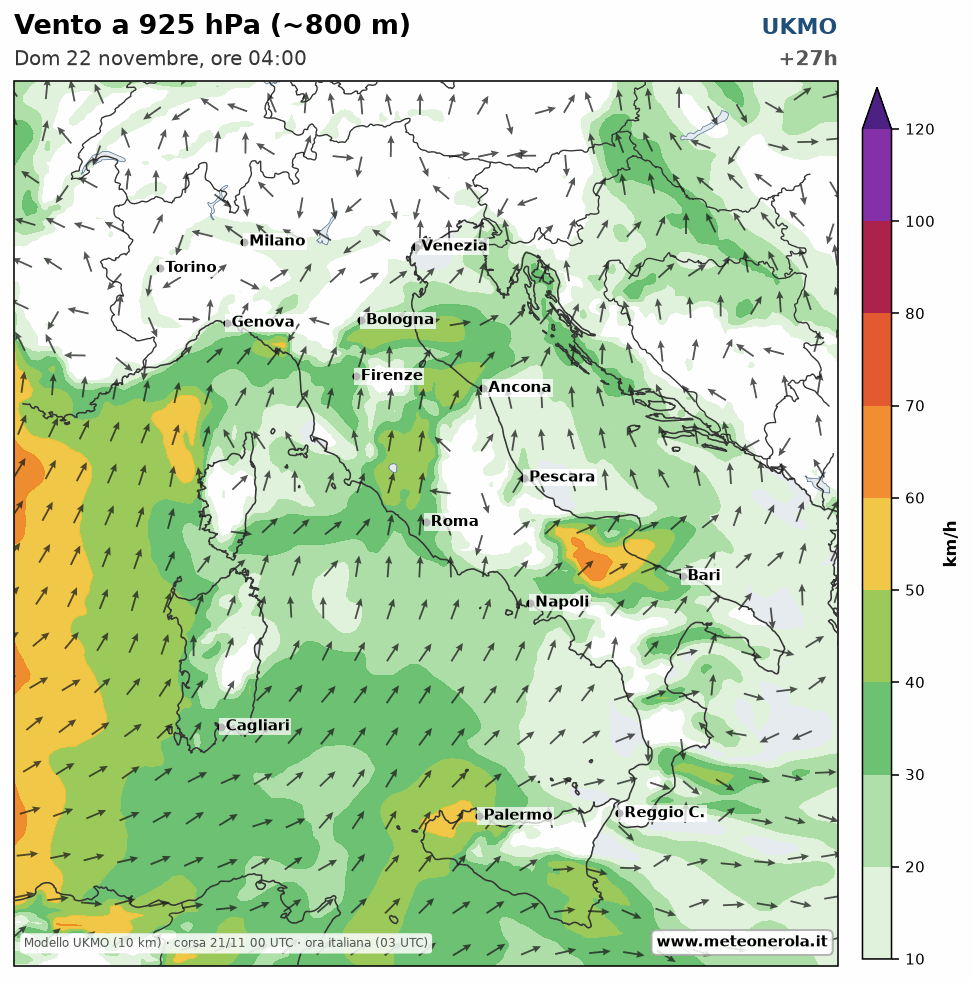 Vento a 925 hPa (~800 m)
UKMO
Dom 22 novembre, ore 04:00
+27h
Milano
Venezia
Torino
Genova
Bologna
Firenze
Ancona
Pescara
Roma
Bari
Napoli
Cagliari
Palermo
Reggio C.
120
100
80
70
60
50
40
30
20
10
km/h
Modello UKMO (10 km) · corsa 21/11 00 UTC · ora italiana (03 UTC)
www.meteonerola.it